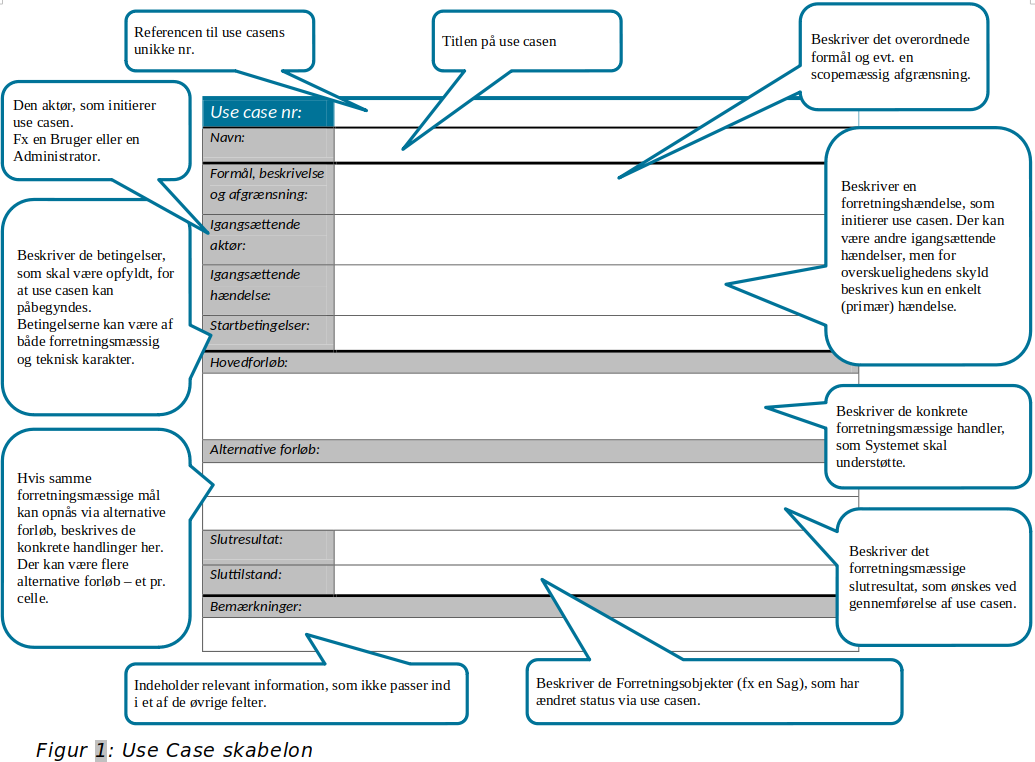 Referencen til use casens
unikke nr.
Titlen på use casen
Beskriver det overordnede
formål og evt. en
scopemæssig afgrænsning.
Den aktør, som initierer
use casen.
Fx en Bruger eller en
Administrator.
Use case nr:
Navn:
Formål, beskrivelse
og afgrænsning:
Igangsættende
aktør:
Igangsættende
hændelse:
Startbetingelser:
Hovedforløb:
Alternative forløb:
Slutresultat:
Sluttilstand:
Bemærkninger:
Beskriver en
forretningshændelse, som
initierer use casen. Der kan
være andre igangsættende
hændelser, men for
overskuelighedens skyld
beskrives kun en enkelt
(primær) hændelse.
Beskriver de betingelser,
som skal være opfyldt, for
at use casen kan
påbegyndes.
Betingelserne kan være af
både forretningsmæssig
og teknisk karakter.
Beskriver de konkrete
forretningsmæssige handler,
som Systemet skal
understøtte.
Hvis samme
forretningsmæssige mål
kan opnås via alternative
forløb, beskrives de
konkrete handlinger her.
Der kan være flere
alternative forløb – et pr.
celle.
Beskriver det
forretningsmæssige
slutresultat, som ønskes ved
gennemførelse af use casen.
Indeholder relevant information, som ikke passer ind
i et af de øvrige felter.
Beskriver de Forretningsobjekter (fx en Sag), som har
ændret status via use casen.
Figur 1: Use Case skabelon